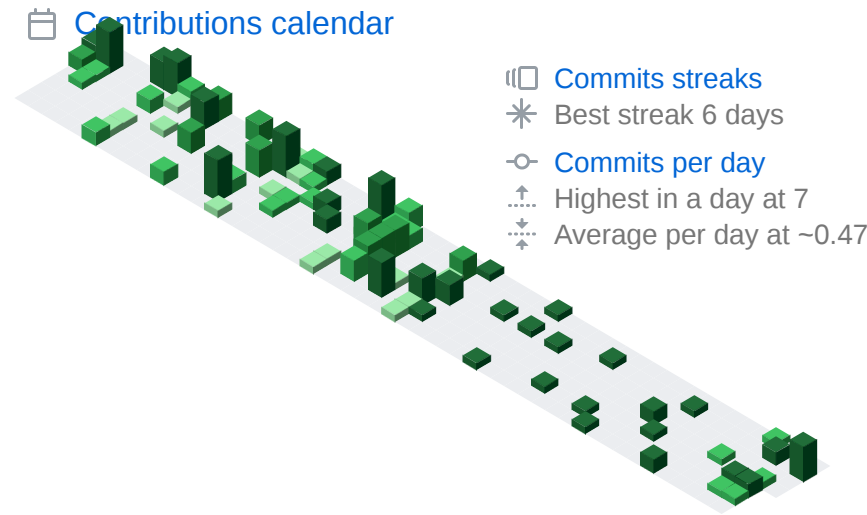 Contributions calendar
Commits streaks
Best streak 6 days
Commits per day
Highest in a day at 7
Average per day at ~0.47